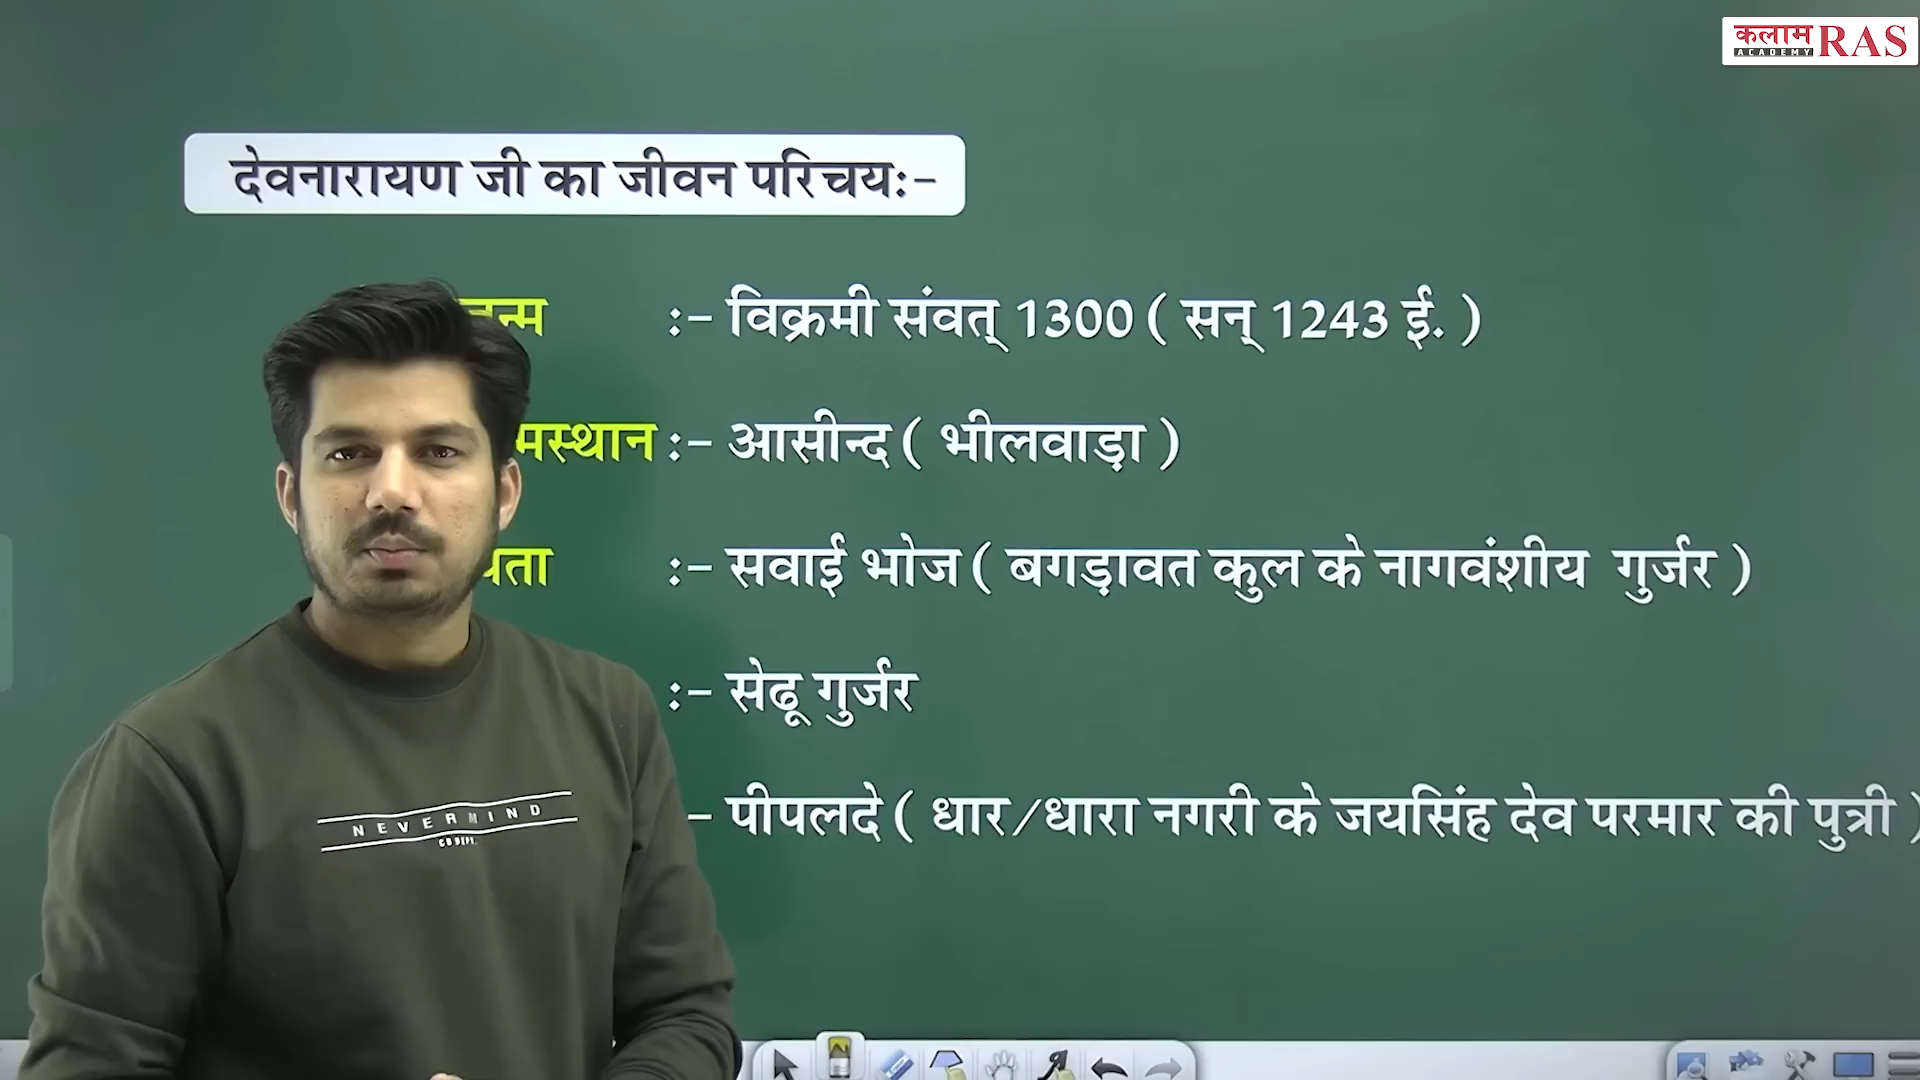 कलाम RAS
ACADEMY
देवनारायण जी का जीवन परिचय:-
:- विक्रमी संवत् 1300 ( सन् 1243 ई. )
:- आसीन्द ( भीलवाड़ा )
:- सवाई भोज ( बगड़ावत कुल के नागवंशीय गुर्जर )
:- सेढू गुर्जर
- पीपलदे ( धार/धारा नगरी के जयसिंह देव परमार की पुत्री )
NEVERMIND